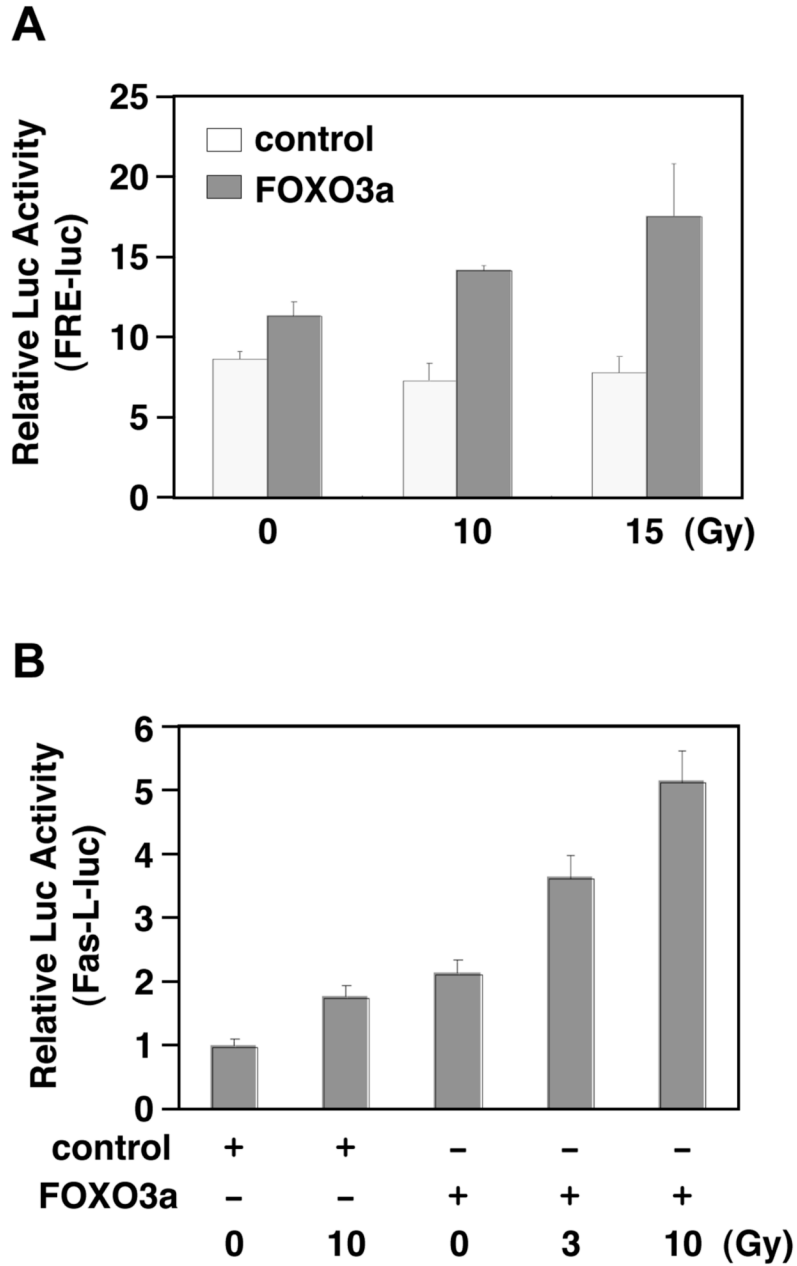 A
Relative Luc Activity
(FRE-luc)
25
20
15
10
5
0
control
FOXO3a
0 10 15 (Gy)
B
Relative Luc Activity
(Fas-L-luc)
6
5
4
3
2
1
0
control + + – – –
FOXO3a – – + + +
0 10 0 3 10 (Gy)